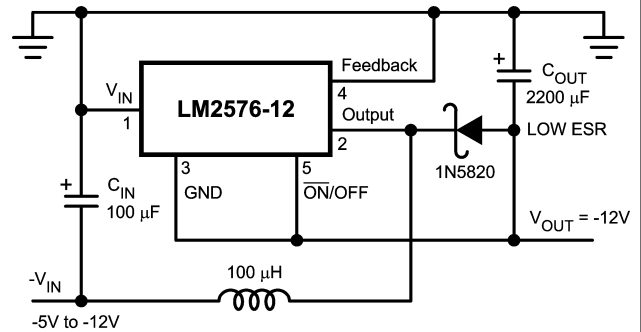 Feedback
+
C_OUT
2200 μF
V_IN
1
LM2576-12
4
Output
2
LOW ESR
1N5820
3
GND
5
O̅N̅/OFF
+
C_IN
100 μF
V_OUT = -12V
100 μH
-V_IN
-5V to -12V